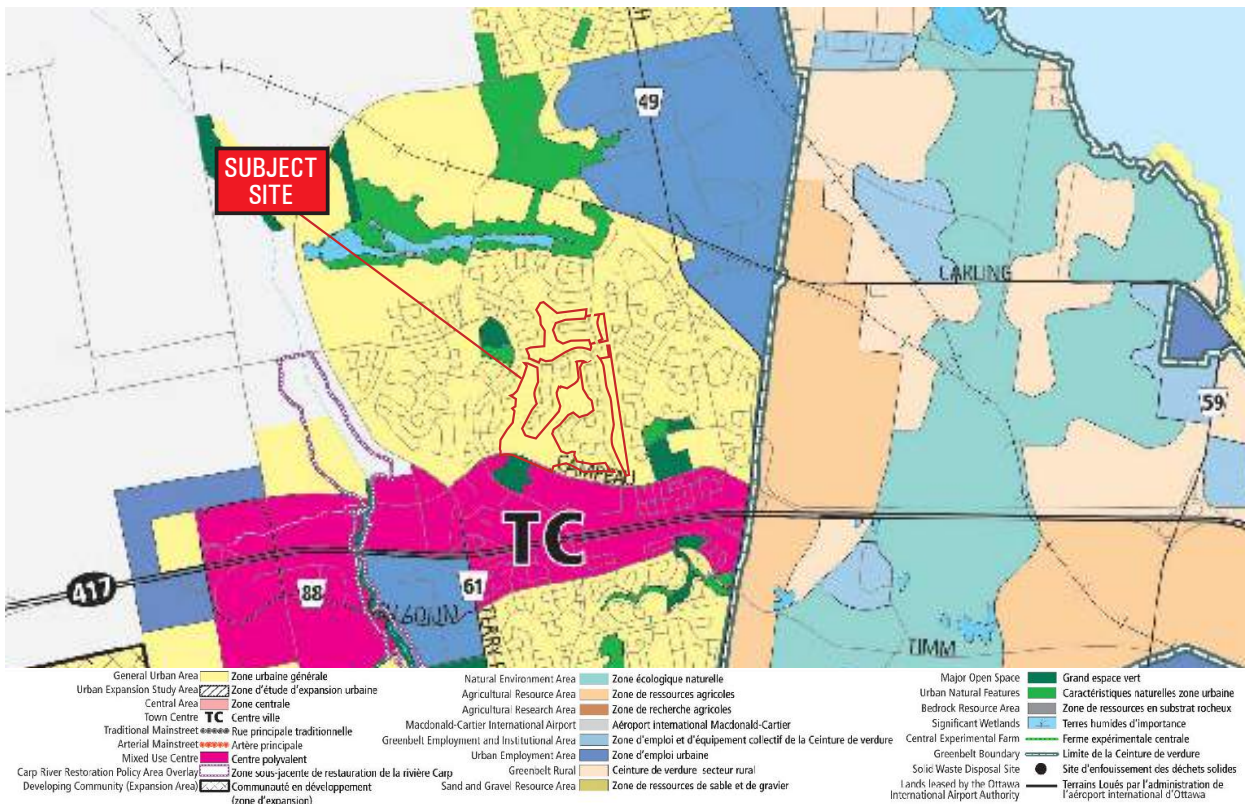 49
SUBJECT
SITE
CARLING
59
CAMPEAU
TC
417
88
61
TIMM
General Urban Area Zone urbaine générale
Urban Expansion Study Area Zone d'étude d'expansion urbaine
Central Area Zone centrale
Town Centre TC Centre ville
Traditional Mainstreet Rue principale traditionnelle
Arterial Mainstreet Artère principale
Mixed Use Centre Centre polyvalent
Carp River Restoration Policy Area Overlay Zone sous-jacente de restauration de la rivière Carp
Developing Community (Expansion Area) Communauté en développement
(zone d'expansion)
Natural Environment Area Zone écologique naturelle
Agricultural Resource Area Zone de ressources agricoles
Agricultural Research Area Zone de recherche agricoles
Macdonald-Cartier International Airport Aéroport international Macdonald-Cartier
Greenbelt Employment and Institutional Area Zone d'emploi et d'équipement collectif de la Ceinture de verdure
Urban Employment Area Zone d'emploi urbaine
Greenbelt Rural Ceinture de verdure secteur rural
Sand and Gravel Resource Area Zone de ressources de sable et de gravier
Major Open Space Grand espace vert
Urban Natural Features Caractéristiques naturelles zone urbaine
Bedrock Resource Area Zone de ressources en substrat rocheux
Significant Wetlands Terres humides d'importance
Central Experimental Farm Ferme expérimentale centrale
Greenbelt Boundary Limite de la Ceinture de verdure
Solid Waste Disposal Site Site d'enfouissement des déchets solides
Lands leased by the Ottawa Terrains Loués par l'administration de
International Airport Authority l'aéroport international d'Ottawa